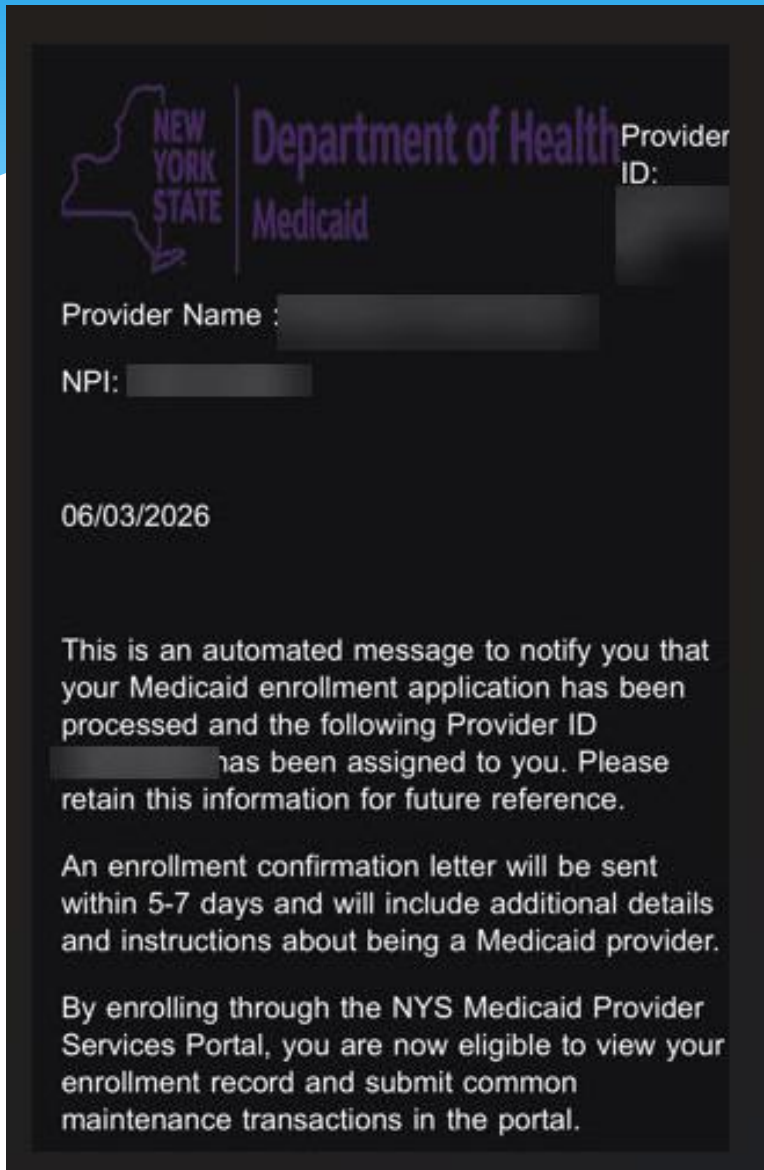 NEW
YORK
STATE
Department of Health
Medicaid
Provider
ID:
Provider Name :
NPI:
06/03/2026
This is an automated message to notify you that
your Medicaid enrollment application has been
processed and the following Provider ID
has been assigned to you. Please
retain this information for future reference.
An enrollment confirmation letter will be sent
within 5-7 days and will include additional details
and instructions about being a Medicaid provider.
By enrolling through the NYS Medicaid Provider
Services Portal, you are now eligible to view your
enrollment record and submit common
maintenance transactions in the portal.